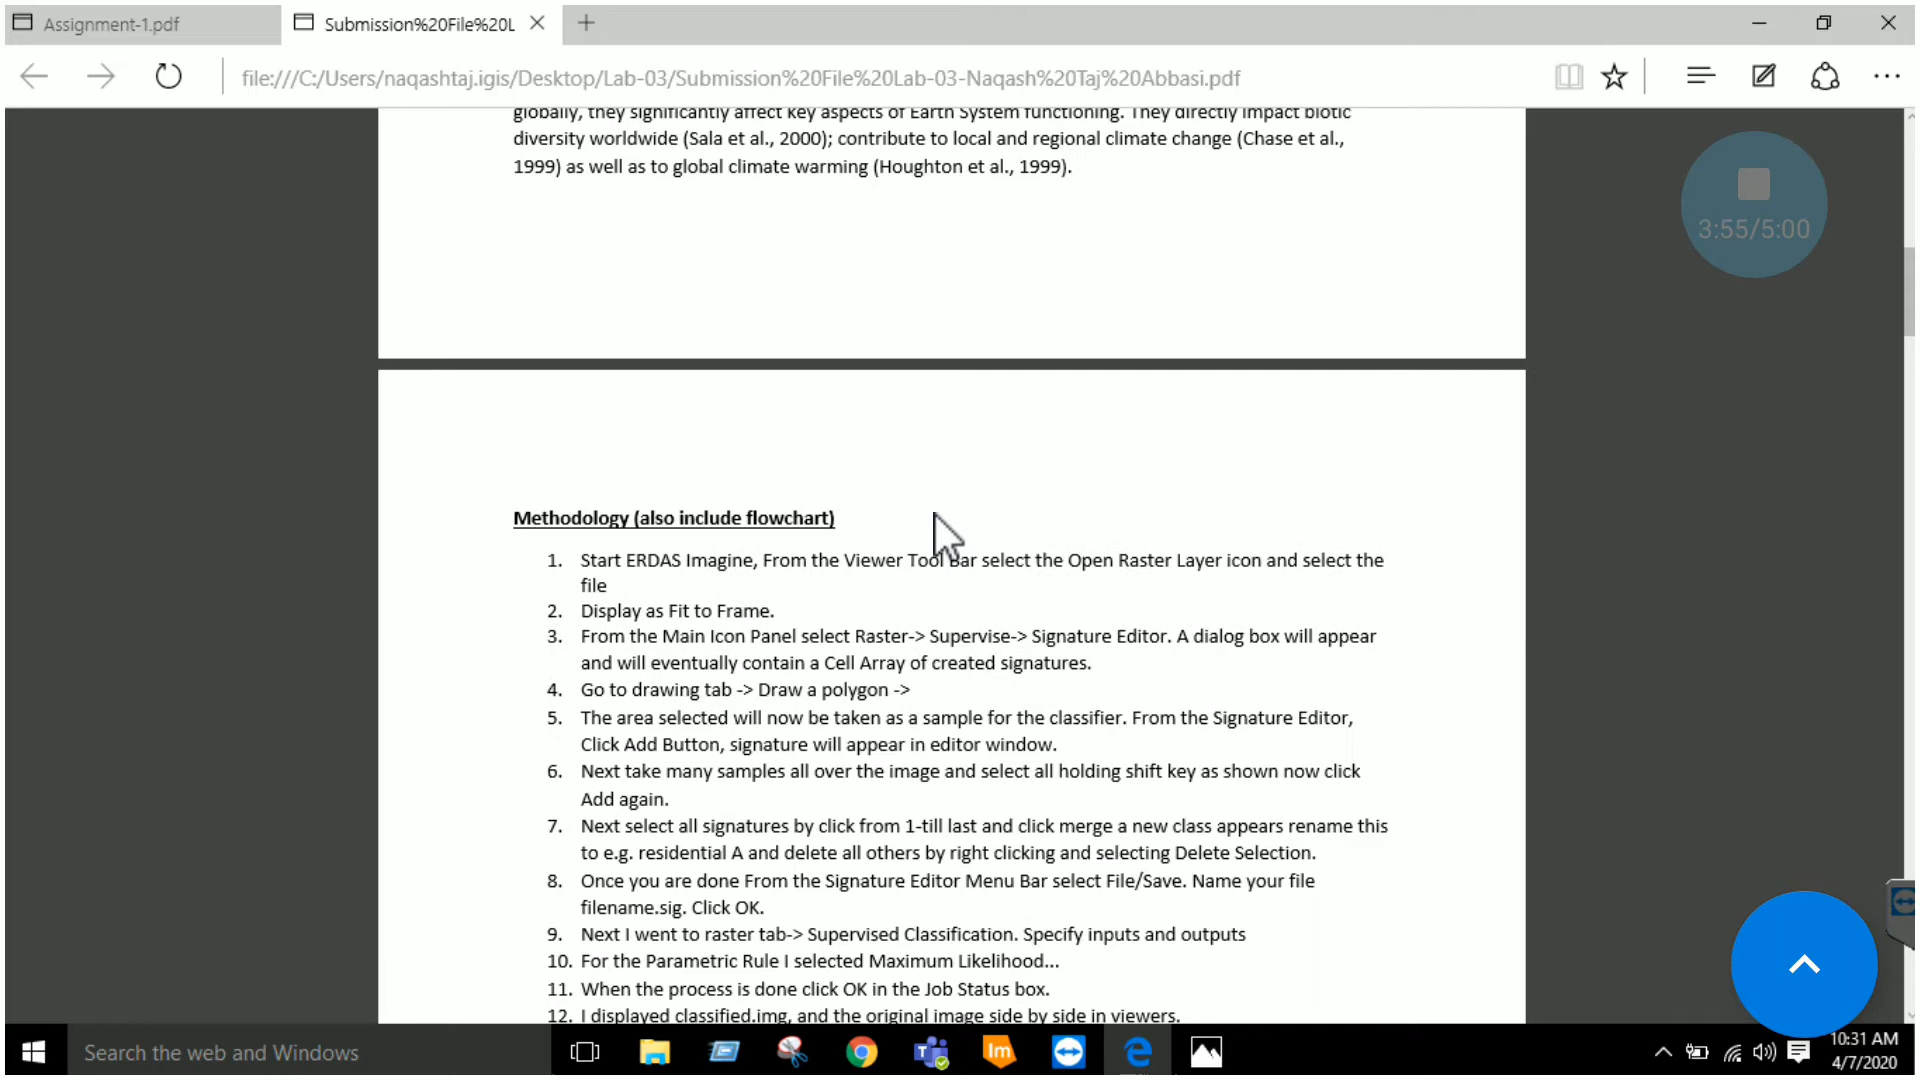 Assignment-1.pdf
Submission%20File%20L
file:///C:/Users/naqashtaj.igis/Desktop/Lab-03/Submission%20File%20Lab-03-Naqash%20Taj%20Abbasi.pdf
globally, they significantly affect key aspects of Earth System functioning. They directly impact biotic
diversity worldwide (Sala et al., 2000); contribute to local and regional climate change (Chase et al.,
1999) as well as to global climate warming (Houghton et al., 1999).
3:55/5:00
Methodology (also include flowchart)
1. Start ERDAS Imagine, From the Viewer Tool Bar select the Open Raster Layer icon and select the
file
2. Display as Fit to Frame.
3. From the Main Icon Panel select Raster-> Supervise-> Signature Editor. A dialog box will appear
and will eventually contain a Cell Array of created signatures.
4. Go to drawing tab -> Draw a polygon ->
5. The area selected will now be taken as a sample for the classifier. From the Signature Editor,
Click Add Button, signature will appear in editor window.
6. Next take many samples all over the image and select all holding shift key as shown now click
Add again.
7. Next select all signatures by click from 1-till last and click merge a new class appears rename this
to e.g. residential A and delete all others by right clicking and selecting Delete Selection.
8. Once you are done From the Signature Editor Menu Bar select File/Save. Name your file
filename.sig. Click OK.
9. Next I went to raster tab-> Supervised Classification. Specify inputs and outputs
10. For the Parametric Rule I selected Maximum Likelihood...
11. When the process is done click OK in the Job Status box.
12. I displayed classified.img, and the original image side by side in viewers.
Search the web and Windows
Im
10:31 AM
4/7/2020